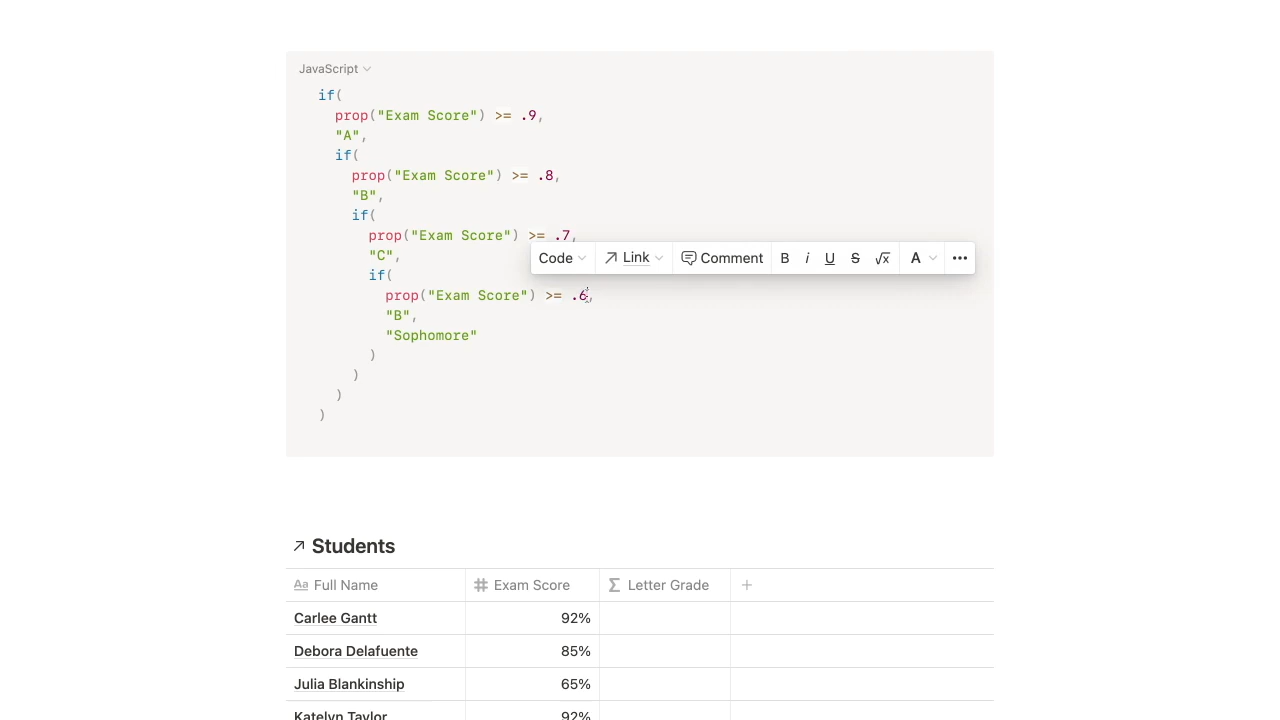 JavaScript
if(
prop("Exam Score") >= .9,
"A",
if(
prop("Exam Score") >= .8,
"B",
if(
prop("Exam Score") >= .7,
"C",
Code Link Comment B i U S √x A •••
if(
prop("Exam Score") >= .6,
"B",
"Sophomore"
)
)
)
)
Students
Aa Full Name Exam Score Letter Grade +
Carlee Gantt 92%
Debora Delafuente 85%
Julia Blankinship 65%
Katelyn Taylor 92%